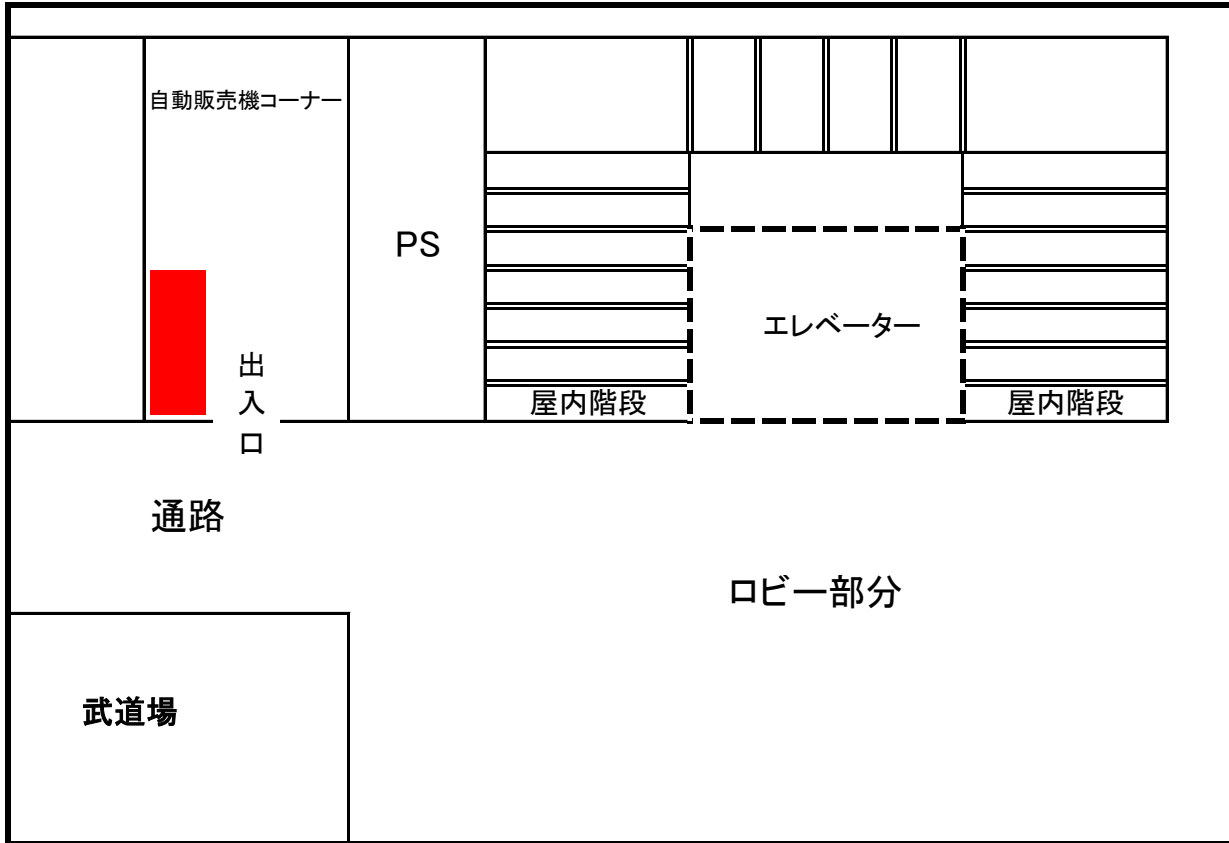 自動販売機コーナー
PS
エレベーター
出入口
屋内階段
屋内階段
通路
ロビー部分
武道場